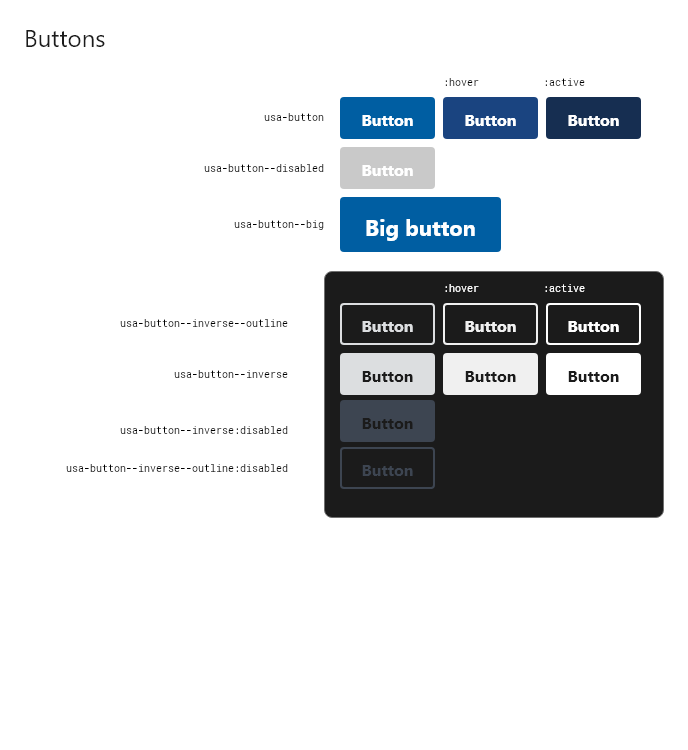 Buttons
:hover :active
usa-button Button Button Button
usa-button--disabled Button
usa-button--big Big button
:hover :active
usa-button--inverse--outline Button Button Button
usa-button--inverse Button Button Button
usa-button--inverse:disabled Button
usa-button--inverse--outline:disabled Button